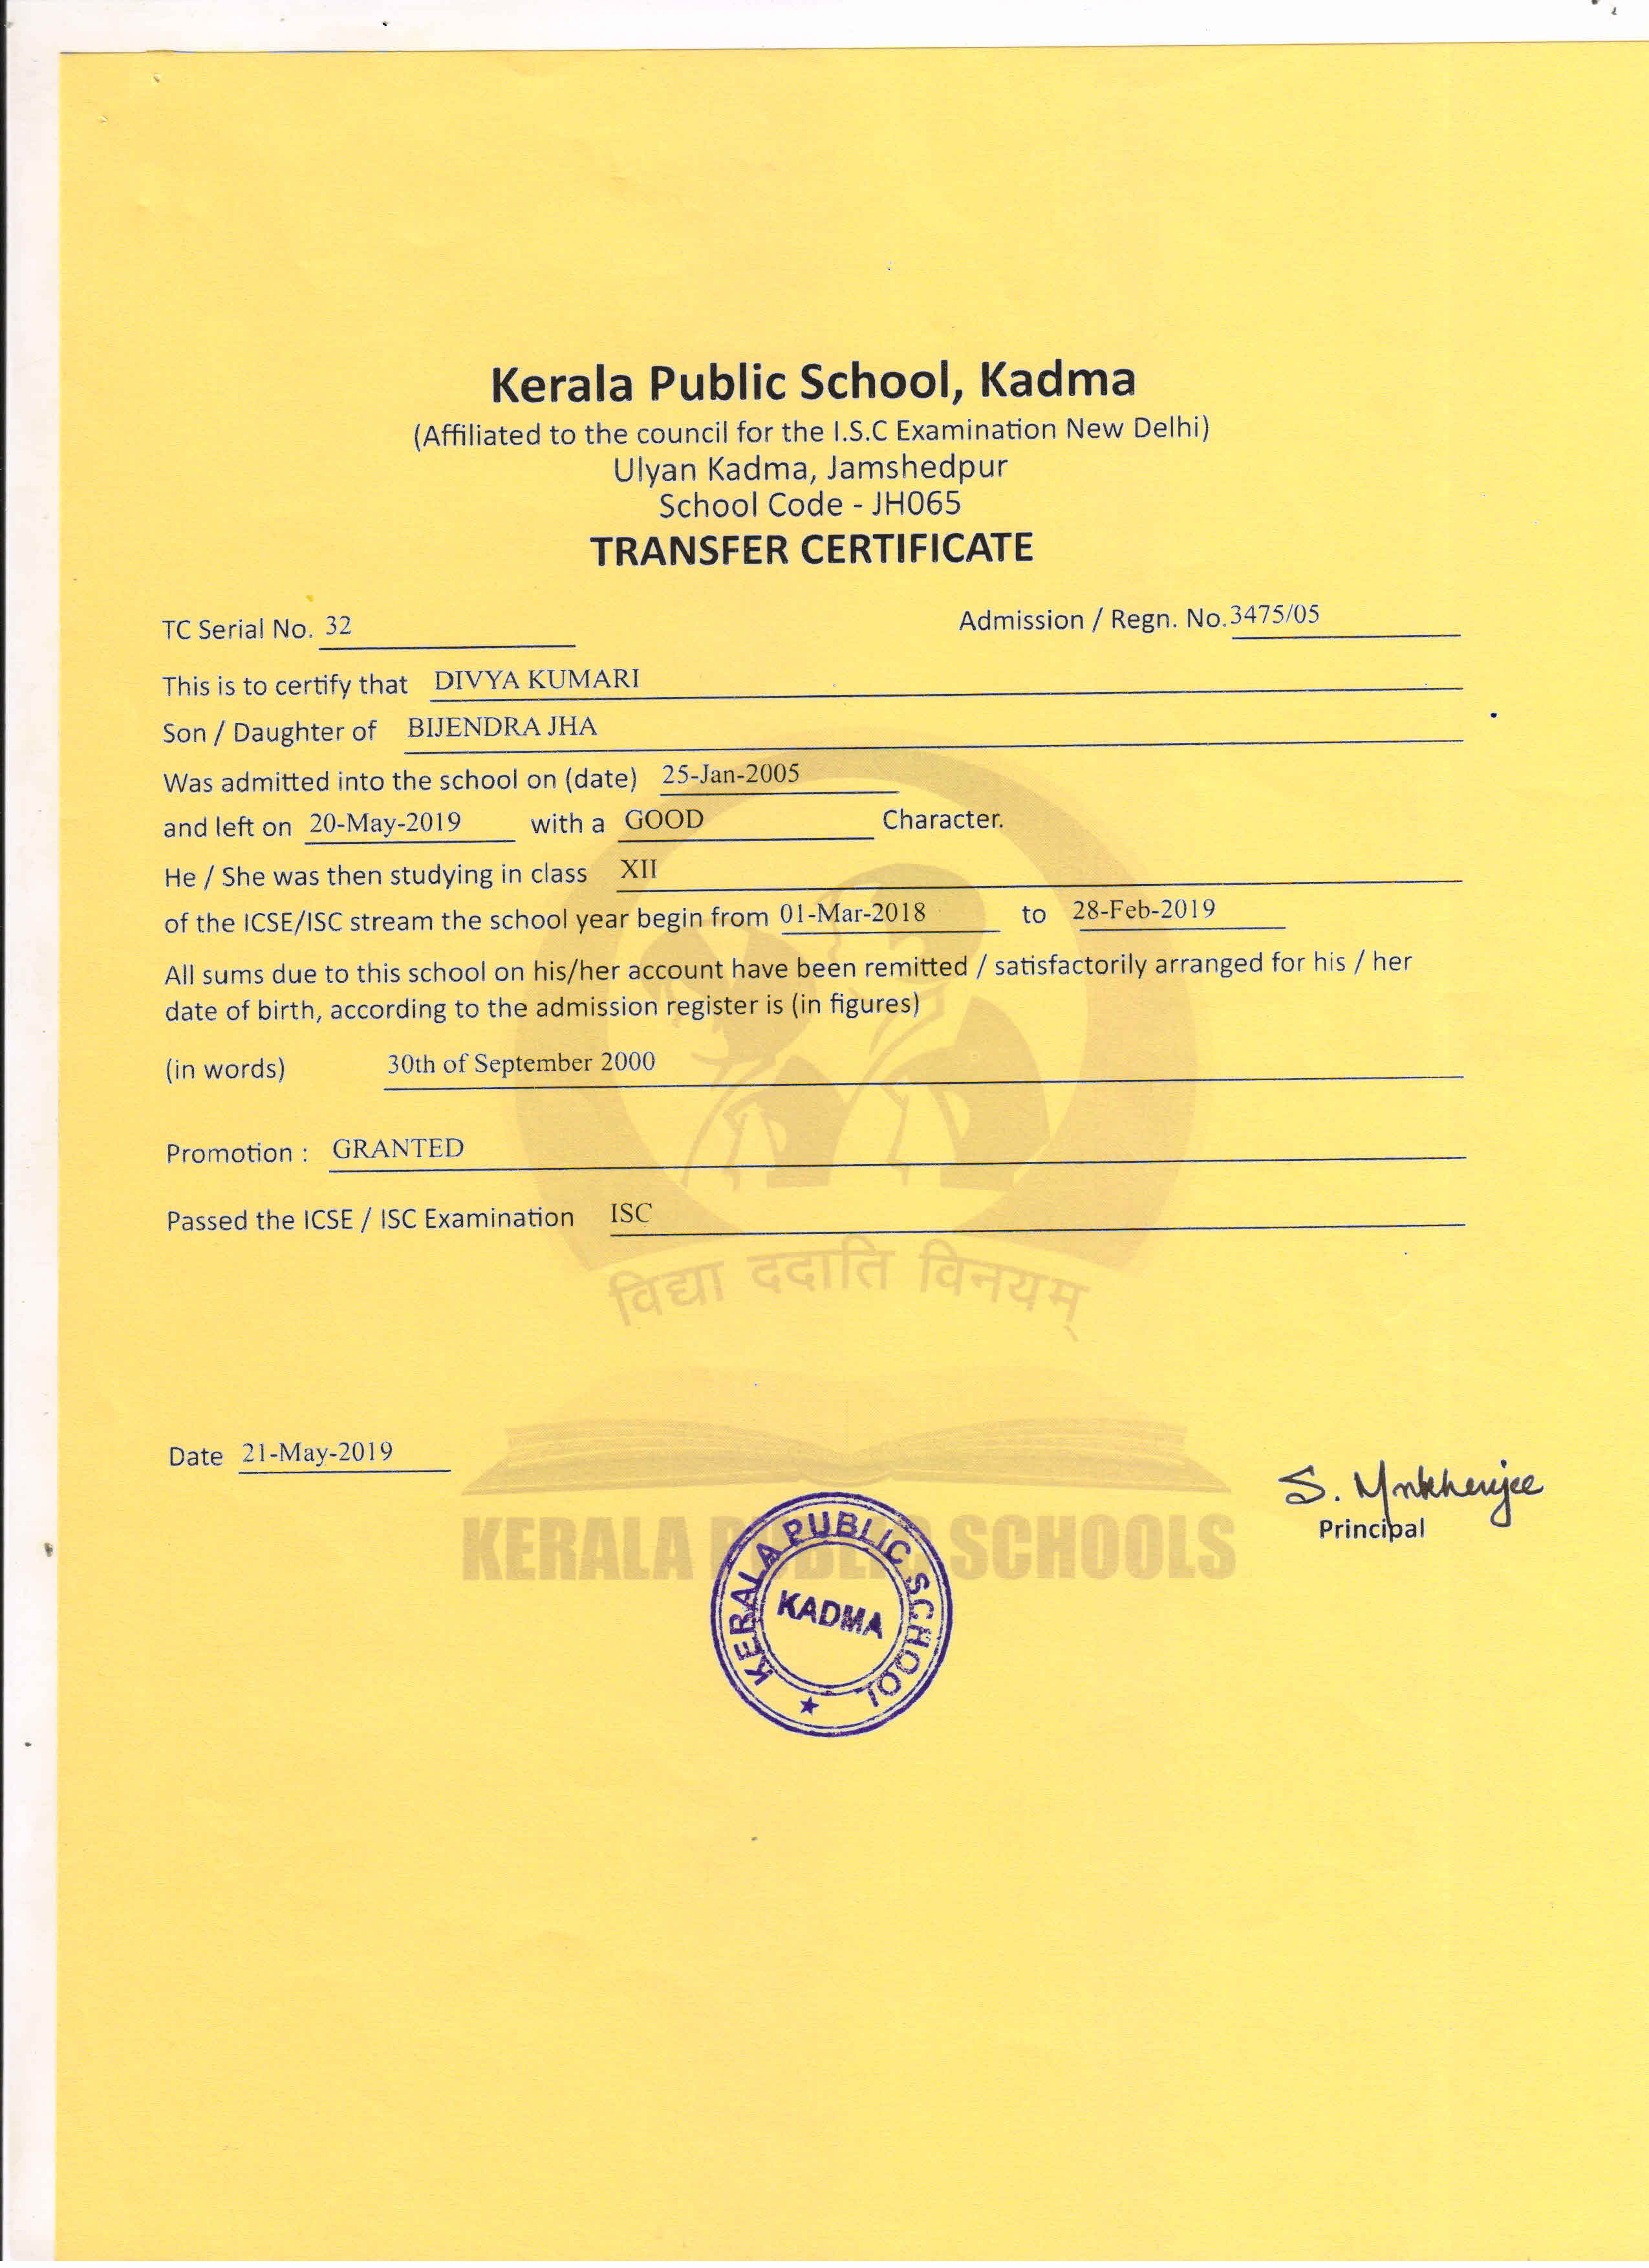 Kerala Public School, Kadma
(Affiliated to the council for the I.S.C Examination New Delhi)
Ulyan Kadma, Jamshedpur
School Code - JH065
TRANSFER CERTIFICATE
TC Serial No. 32 Admission / Regn. No. 3475/05
This is to certify that DIVYA KUMARI
Son / Daughter of BIJENDRA JHA
Was admitted into the school on (date) 25-Jan-2005
and left on 20-May-2019 with a GOOD Character.
He / She was then studying in class XII
of the ICSE/ISC stream the school year begin from 01-Mar-2018 to 28-Feb-2019
All sums due to this school on his/her account have been remitted / satisfactorily arranged for his / her
date of birth, according to the admission register is (in figures)
(in words) 30th of September 2000
Promotion : GRANTED
Passed the ICSE / ISC Examination ISC
विद्या ददाति विनयम्
Date 21-May-2019
S. Mukherjee
Principal
KERALA PUBLIC SCHOOLS
KERALA PUBLIC SCHOOL
KADMA